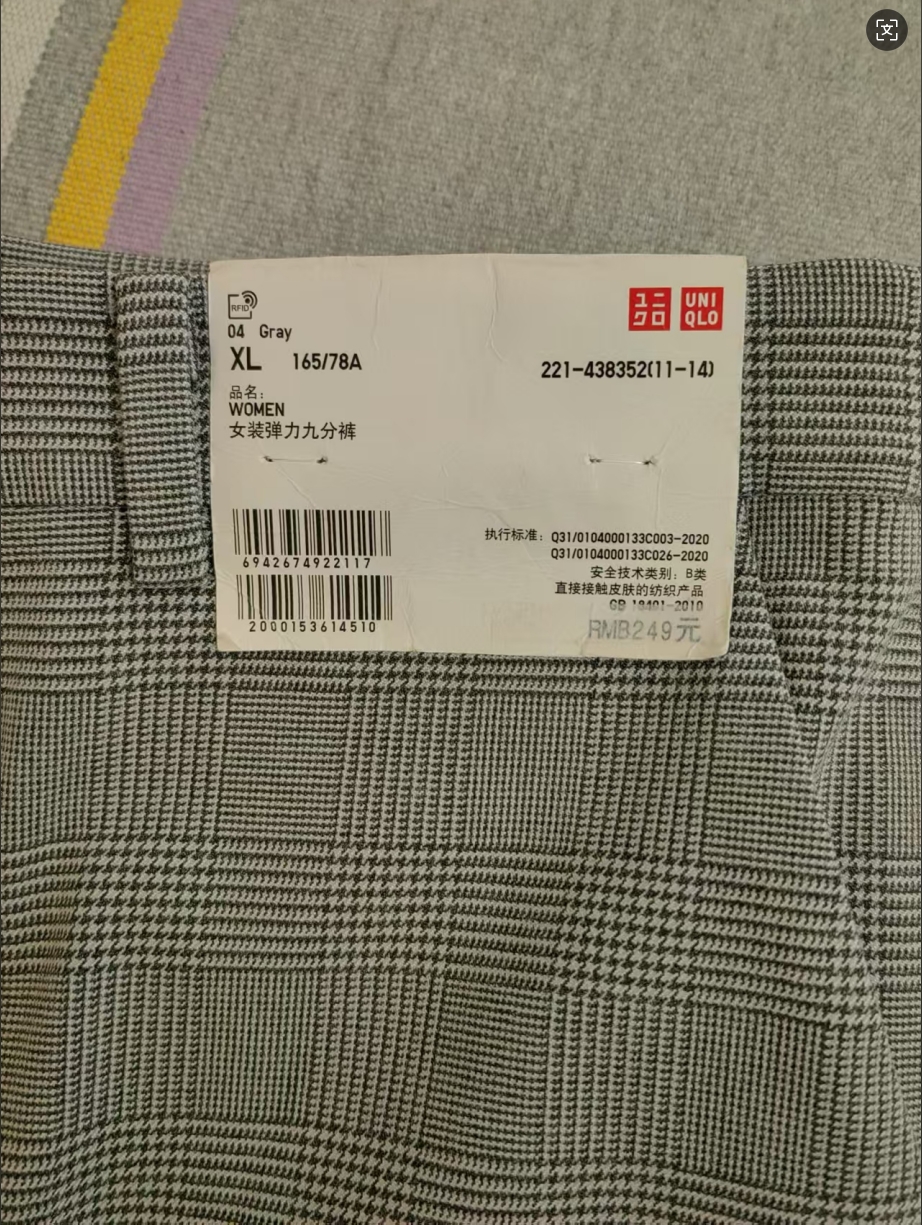 RFID
ユニ UNI
クロ QLO
04 Gray
XL 165/78A
221-438352(11-14)
品名:
WOMEN
女装弹力九分裤
执行标准: Q31/0104000133C003-2020
Q31/0104000133C026-2020
安全技术类别: B类
直接接触皮肤的纺织产品
GB 18401-2010
RMB249元
6942674922117
2000153614510